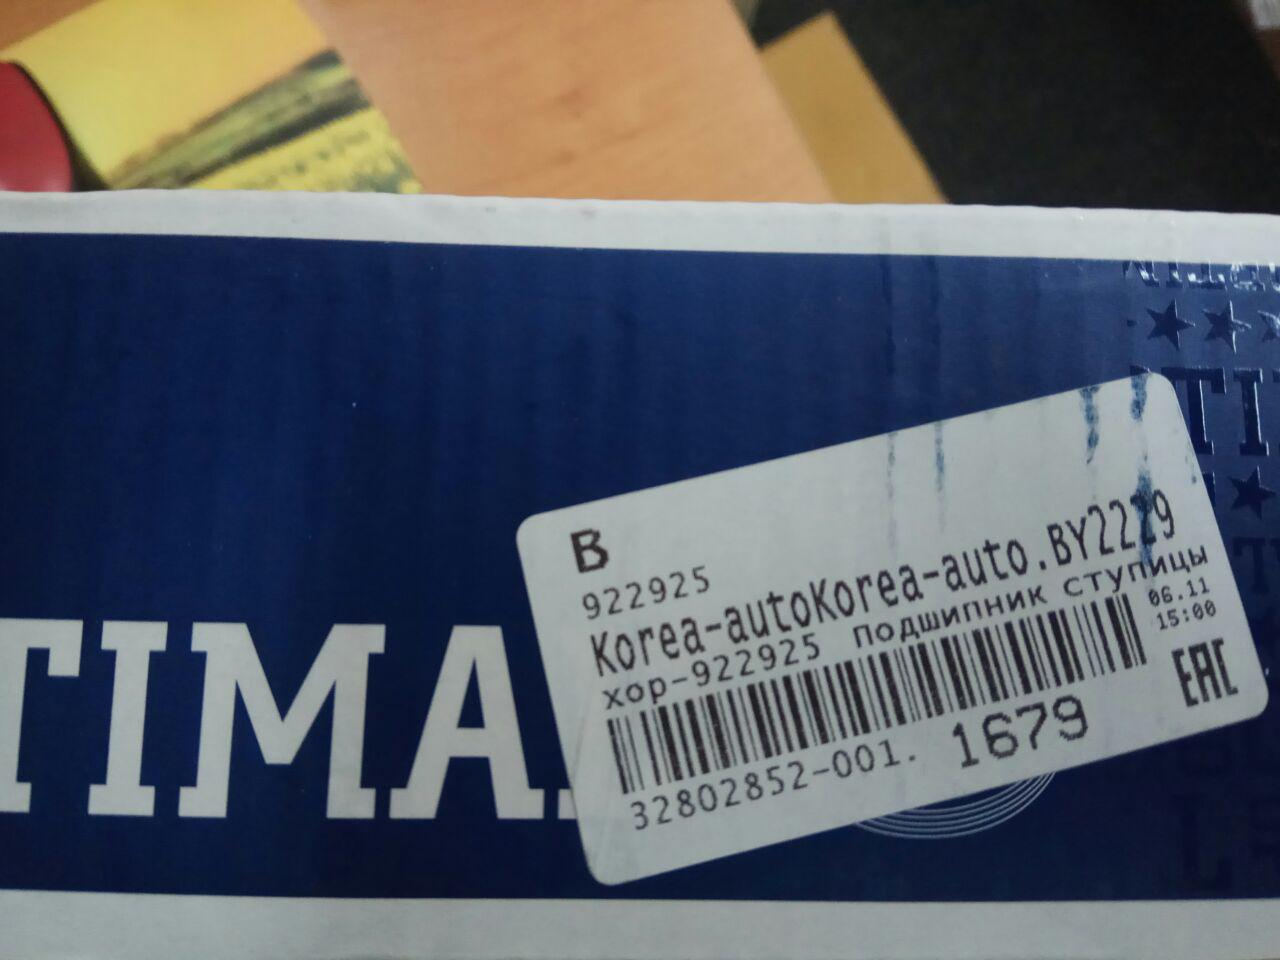 TIMA
B
922925
Korea-autoKorea-auto.BY2229
хор-922925 Подшипник ступицы
06.11
15:00
32802852-001. 1679
EAC